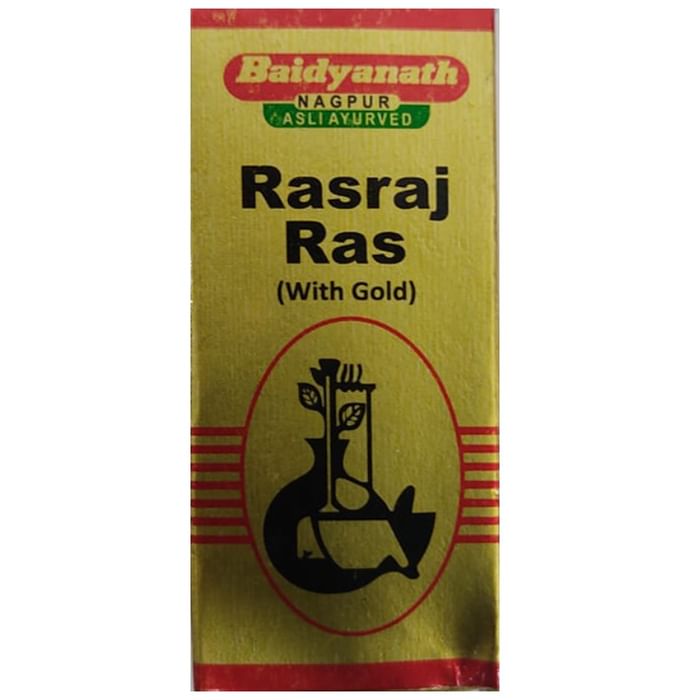 Baidyanath
NAGPUR
ASLI AYURVED
Rasraj
Ras
(With Gold)